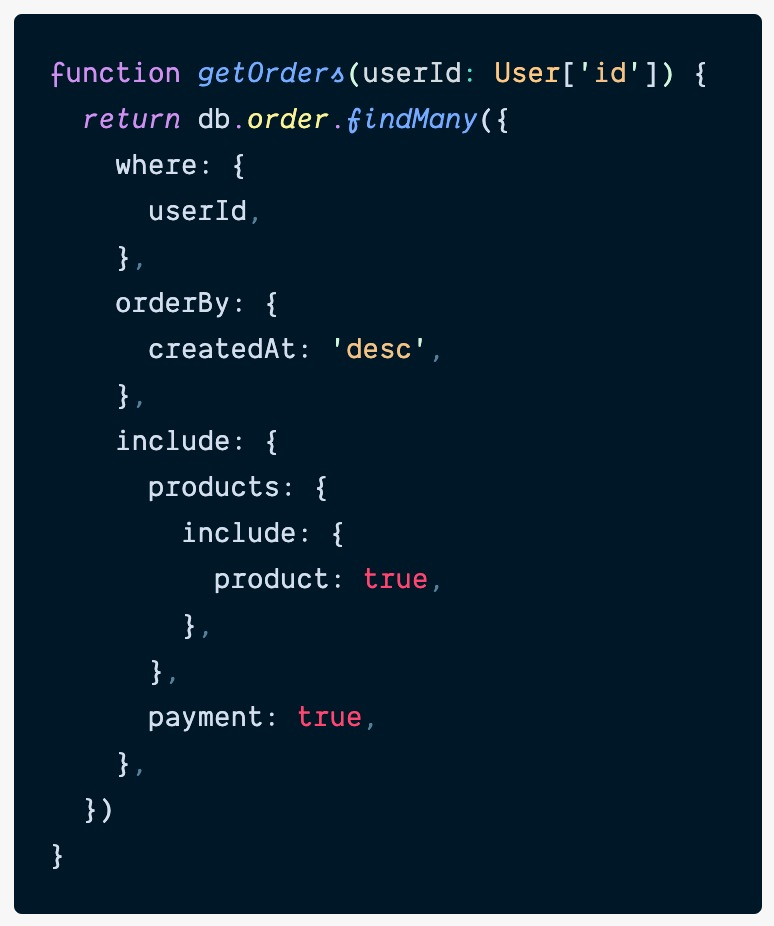 function getOrders(userId: User['id']) {
  return db.order.findMany({
    where: {
      userId,
    },
    orderBy: {
      createdAt: 'desc',
    },
    include: {
      products: {
        include: {
          product: true,
        },
      },
      payment: true,
    },
  })
}